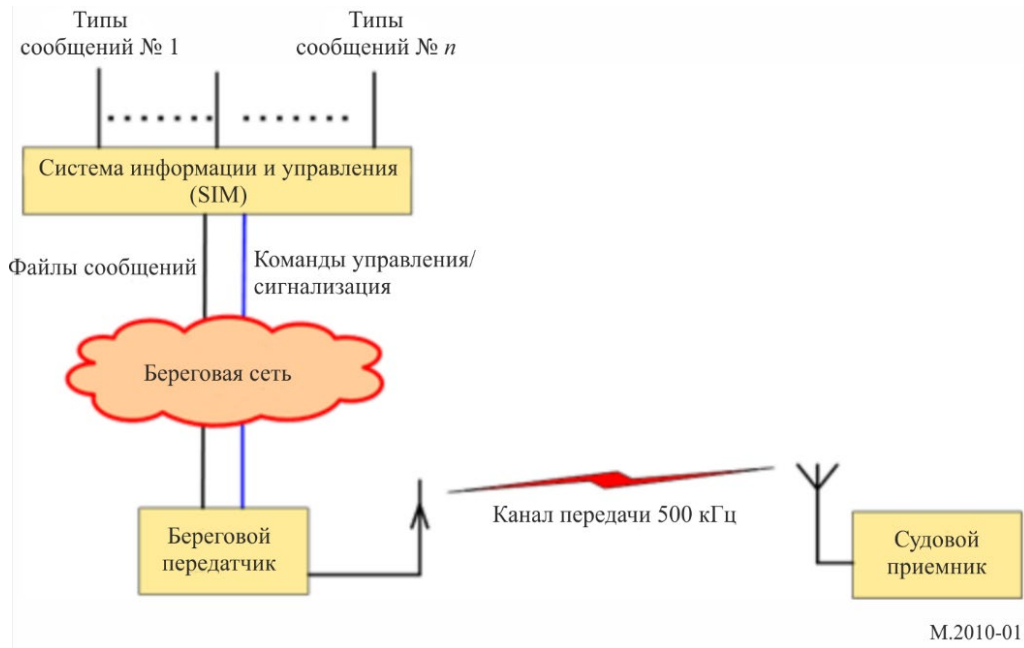 Типы
сообщений № 1
Типы
сообщений № n
Система информации и управления
(SIM)
Файлы сообщений
Команды управления/
сигнализация
Береговая сеть
Береговой
передатчик
Канал передачи 500 кГц
Судовой
приемник
M.2010-01